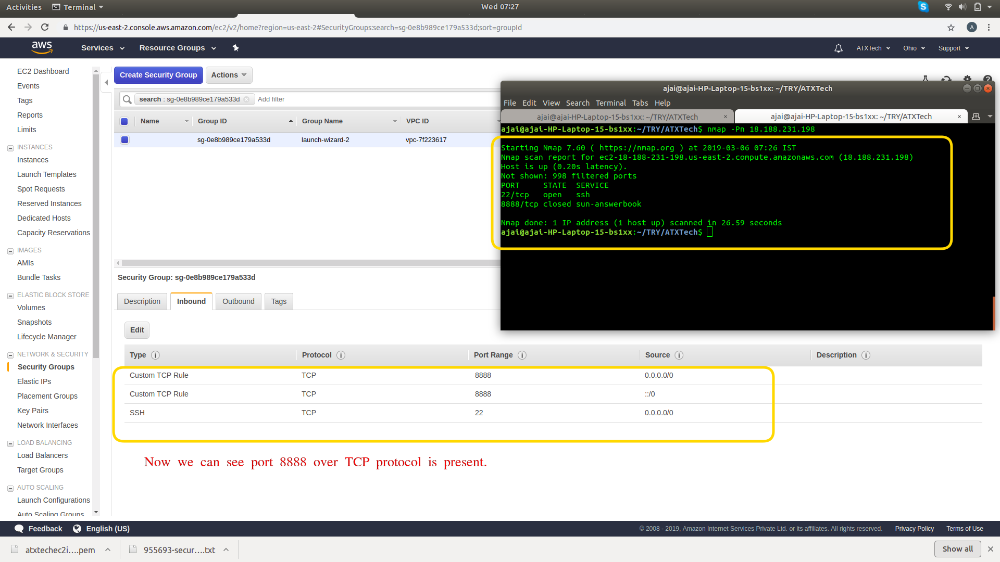 Activities Terminal Wed 07:27
https://us-east-2.console.aws.amazon.com/ec2/v2/home?region=us-east-2#SecurityGroups:search=sg-0e8b989ce179a533d;sort=groupId A
aws Services Resource Groups ATXTech Ohio Support
EC2 Dashboard
Events
Tags
Reports
Limits
INSTANCES
Instances
Launch Templates
Spot Requests
Reserved Instances
Dedicated Hosts
Capacity Reservations
IMAGES
AMIs
Bundle Tasks
ELASTIC BLOCK STORE
Volumes
Snapshots
Lifecycle Manager
NETWORK & SECURITY
Security Groups
Elastic IPs
Placement Groups
Key Pairs
Network Interfaces
LOAD BALANCING
Load Balancers
Target Groups
AUTO SCALING
Launch Configurations
Auto Scaling Groups
Create Security Group Actions
search : sg-0e8b989ce179a533d Add filter
Name Group ID Group Name VPC ID
sg-0e8b989ce179a533d launch-wizard-2 vpc-7f223617
ajai@ajai-HP-Laptop-15-bs1xx: ~/TRY/ATXTech
File Edit View Search Terminal Tabs Help
ajai@ajai-HP-Laptop-15-bs1xx: ~/TRY/ATXTech × ajai@ajai-HP-Laptop-15-bs1xx: ~/TRY/ATXTech ×
ajai@ajai-HP-Laptop-15-bs1xx:~/TRY/ATXTech$ nmap -Pn 18.188.231.198
Starting Nmap 7.60 ( https://nmap.org ) at 2019-03-06 07:26 IST
Nmap scan report for ec2-18-188-231-198.us-east-2.compute.amazonaws.com (18.188.231.198)
Host is up (0.20s latency).
Not shown: 998 filtered ports
PORT STATE SERVICE
22/tcp open ssh
8888/tcp closed sun-answerbook
Nmap done: 1 IP address (1 host up) scanned in 26.59 seconds
ajai@ajai-HP-Laptop-15-bs1xx:~/TRY/ATXTech$
Security Group: sg-0e8b989ce179a533d
Description Inbound Outbound Tags
Edit
Type Protocol Port Range Source Description
Custom TCP Rule TCP 8888 0.0.0.0/0
Custom TCP Rule TCP 8888 ::/0
SSH TCP 22 0.0.0.0/0
Now we can see port 8888 over TCP protocol is present.
Feedback English (US) © 2008 - 2019, Amazon Internet Services Private Ltd. or its affiliates. All rights reserved. Privacy Policy Terms of Use
atxtechec2i....pem 955693-secur....txt Show all